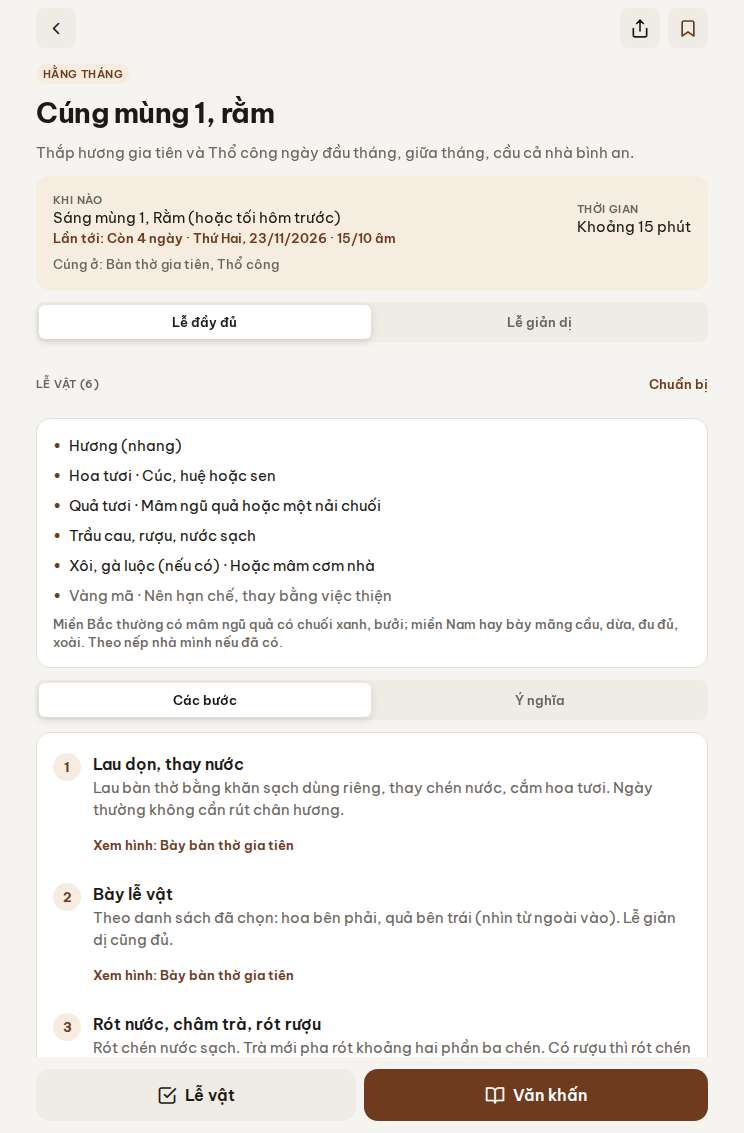 HẰNG THÁNG
Cúng mùng 1, rằm
Thắp hương gia tiên và Thổ công ngày đầu tháng, giữa tháng, cầu cả nhà bình an.
KHI NÀO
Sáng mùng 1, Rằm (hoặc tối hôm trước)
Lần tới: Còn 4 ngày · Thứ Hai, 23/11/2026 · 15/10 âm
Cúng ở: Bàn thờ gia tiên, Thổ công
THỜI GIAN
Khoảng 15 phút
Lễ đầy đủ
Lễ giản dị
LỄ VẬT (6)
Chuẩn bị
• Hương (nhang)
• Hoa tươi · Cúc, huệ hoặc sen
• Quả tươi · Mâm ngũ quả hoặc một nải chuối
• Trầu cau, rượu, nước sạch
• Xôi, gà luộc (nếu có) · Hoặc mâm cơm nhà
• Vàng mã · Nên hạn chế, thay bằng việc thiện
Miền Bắc thường có mâm ngũ quả có chuối xanh, bưởi; miền Nam hay bày mãng cầu, dừa, đu đủ,
xoài. Theo nếp nhà mình nếu đã có.
Các bước
Ý nghĩa
1
Lau dọn, thay nước
Lau bàn thờ bằng khăn sạch dùng riêng, thay chén nước, cắm hoa tươi. Ngày
thường không cần rút chân hương.
Xem hình: Bày bàn thờ gia tiên
2
Bày lễ vật
Theo danh sách đã chọn: hoa bên phải, quả bên trái (nhìn từ ngoài vào). Lễ giản
dị cũng đủ.
Xem hình: Bày bàn thờ gia tiên
3
Rót nước, châm trà, rót rượu
Rót chén nước sạch. Trà mới pha rót khoảng hai phần ba chén. Có rượu thì rót chén
Lễ vật
Văn khấn